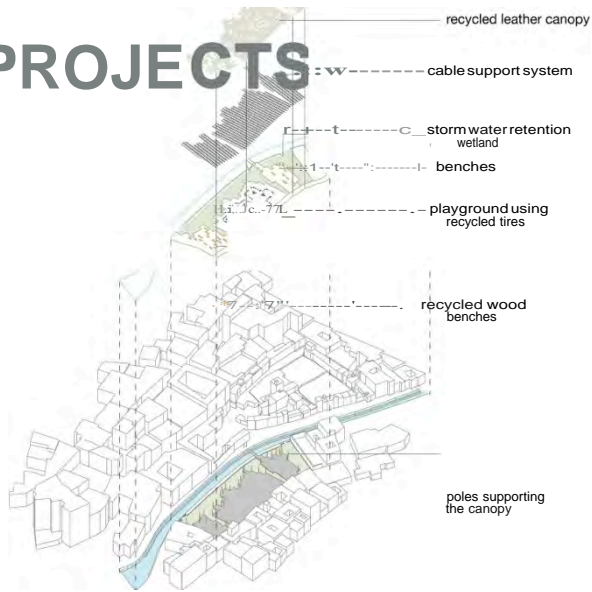 recycled leather canopy
PROJECTS
cable support system
storm water retention
wetland
benches
playground using
recycled tires
recycled wood
benches
poles supporting
the canopy